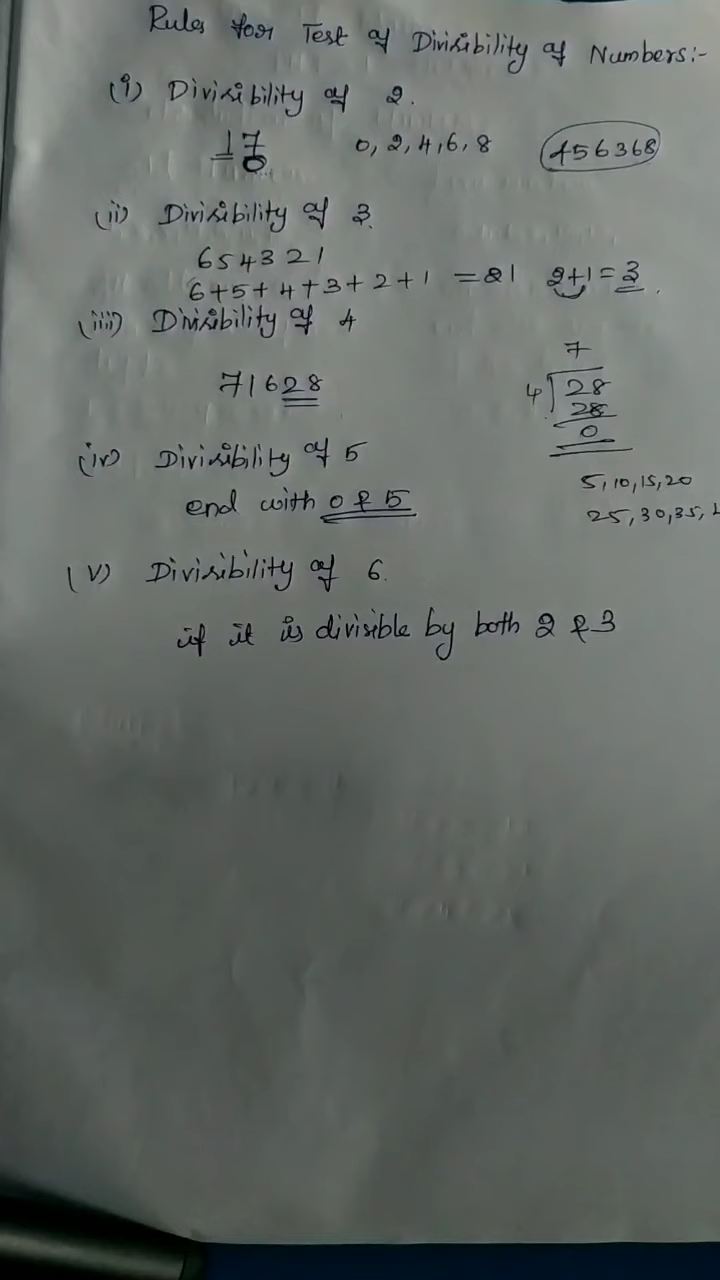 Rules for Test of Divisibility of Numbers:-
(i) Divisibility of 2.
0, 2, 4, 6, 8 456368
(ii) Divisibility of 3.
654321
6+5+4+3+2+1 = 21 2+1 = 3.
(iii) Divisibility of 4
7
71628 4 28
28
0
(iv) Divisibility of 5
5, 10, 15, 20
end with 0 & 5
25, 30, 35,
(v) Divisibility of 6.
if it is divisible by both 2 & 3